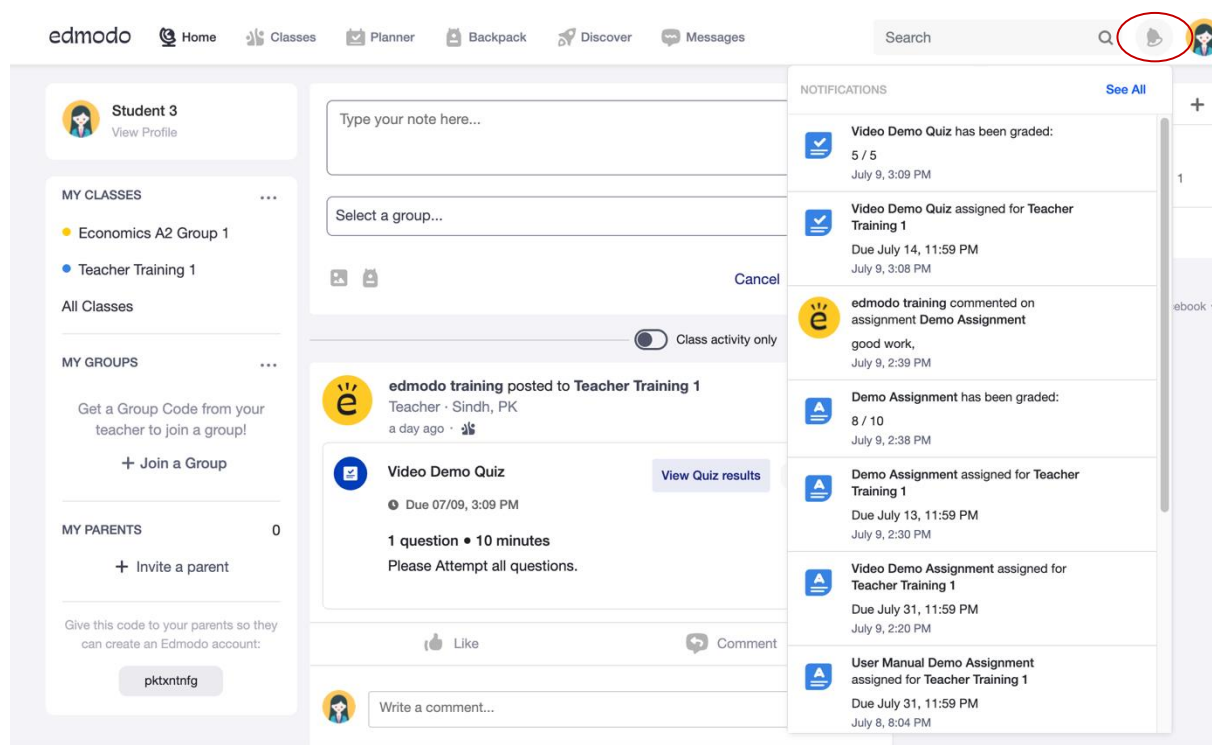 edmodo
Home
Classes
Planner
Backpack
Discover
Messages
Search
Student 3
View Profile
MY CLASSES
Economics A2 Group 1
Teacher Training 1
All Classes
MY GROUPS
Get a Group Code from your
teacher to join a group!
+ Join a Group
MY PARENTS 0
+ Invite a parent
Give this code to your parents so they
can create an Edmodo account:
pktxntnfg
Type your note here...
Select a group...
Cancel
Class activity only
edmodo training posted to Teacher Training 1
Teacher · Sindh, PK
a day ago ·
Video Demo Quiz
View Quiz results
Due 07/09, 3:09 PM
1 question • 10 minutes
Please Attempt all questions.
Like
Comment
Write a comment...
NOTIFICATIONS
See All
Video Demo Quiz has been graded:
5 / 5
July 9, 3:09 PM
Video Demo Quiz assigned for Teacher
Training 1
Due July 14, 11:59 PM
July 9, 3:08 PM
edmodo training commented on
assignment Demo Assignment
good work,
July 9, 2:39 PM
Demo Assignment has been graded:
8 / 10
July 9, 2:38 PM
Demo Assignment assigned for Teacher
Training 1
Due July 13, 11:59 PM
July 9, 2:30 PM
Video Demo Assignment assigned for
Teacher Training 1
Due July 31, 11:59 PM
July 9, 2:20 PM
User Manual Demo Assignment
assigned for Teacher Training 1
Due July 31, 11:59 PM
July 8, 8:04 PM
+
1
ebook